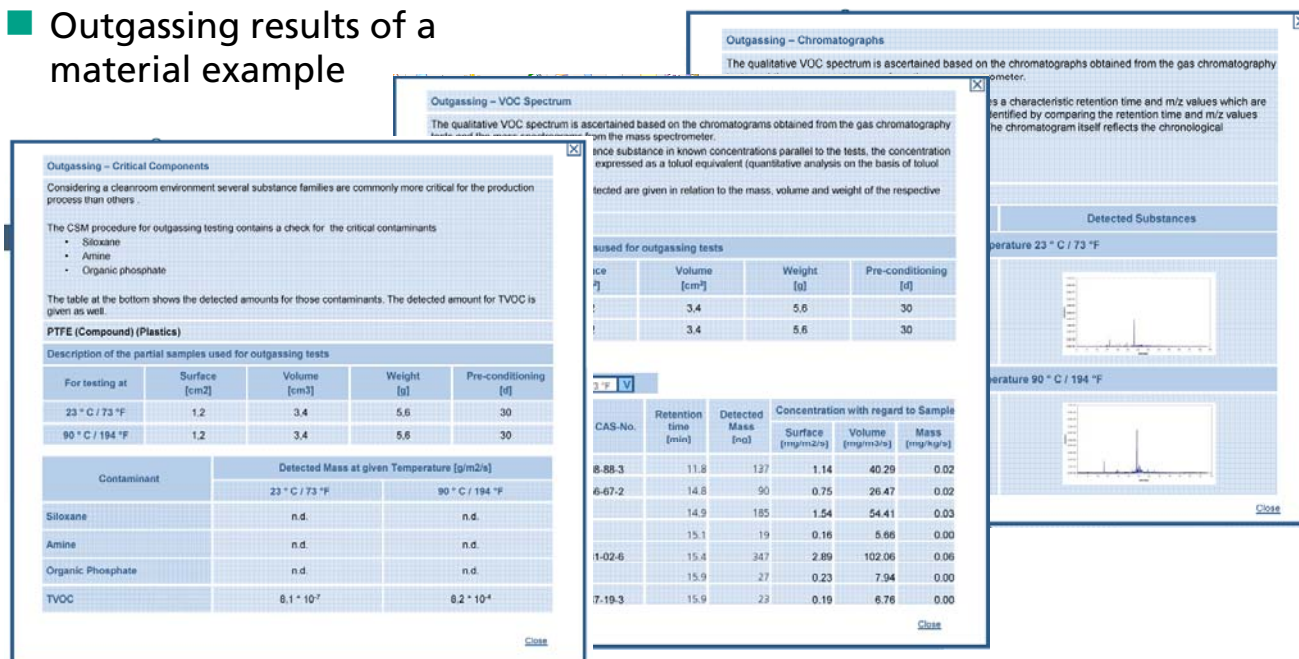 Outgassing results of a
material example
Outgassing – Critical Components
Considering a cleanroom environment several substance families are commonly more critical for the production
process than others .
The CSM procedure for outgassing testing contains a check for the critical contaminants
• Siloxane
• Amine
• Organic phosphate
The table at the bottom shows the detected amounts for those contaminants. The detected amount for TVOC is
given as well.
PTFE (Compound) (Plastics)
Description of the partial samples used for outgassing tests
For testing at Surface [cm2] Volume [cm3] Weight [g] Pre-conditioning [d]
23 ° C / 73 °F 1,2 3,4 5,6 30
90 ° C / 194 °F 1,2 3,4 5,6 30
Contaminant Detected Mass at given Temperature [g/m2/s]
23 ° C / 73 °F 90 ° C / 194 °F
Siloxane n.d. n.d.
Amine n.d. n.d.
Organic Phosphate n.d. n.d.
TVOC 8,1 * 10-7 8,2 * 10-4
Close
Outgassing – VOC Spectrum
The qualitative VOC spectrum is ascertained based on the chromatograms obtained from the gas chromatography
from the mass spectrometer.
substance in known concentrations parallel to the tests, the concentration
expressed as a toluol equivalent (quantitative analysis on the basis of toluol
are given in relation to the mass, volume and weight of the respective
for outgassing tests
Volume [cm³] Weight [g] Pre-conditioning [d]
3,4 5,6 30
3,4 5,6 30
°F V
CAS-No. Retention time [min] Detected Mass [ng] Concentration with regard to Sample
Surface [mg/m2/s] Volume [mg/m3/s] Mass [mg/kg/s]
8-88-3 11.8 137 1.14 40.29 0.02
6-67-2 14.8 90 0.75 26.47 0.02
14.9 185 1.54 54.41 0.03
15.1 19 0.16 5.66 0.00
1-02-6 15.4 347 2.89 102.06 0.06
15.9 27 0.23 7.94 0.00
7-19-3 15.9 23 0.19 6.76 0.00
Close
Outgassing – Chromatographs
The qualitative VOC spectrum is ascertained based on the chromatographs obtained from the gas chromatography
a characteristic retention time and m/z values which are
by comparing the retention time and m/z values
chromatogram itself reflects the chronological
Detected Substances
23 ° C / 73 °F
90 ° C / 194 °F
Close